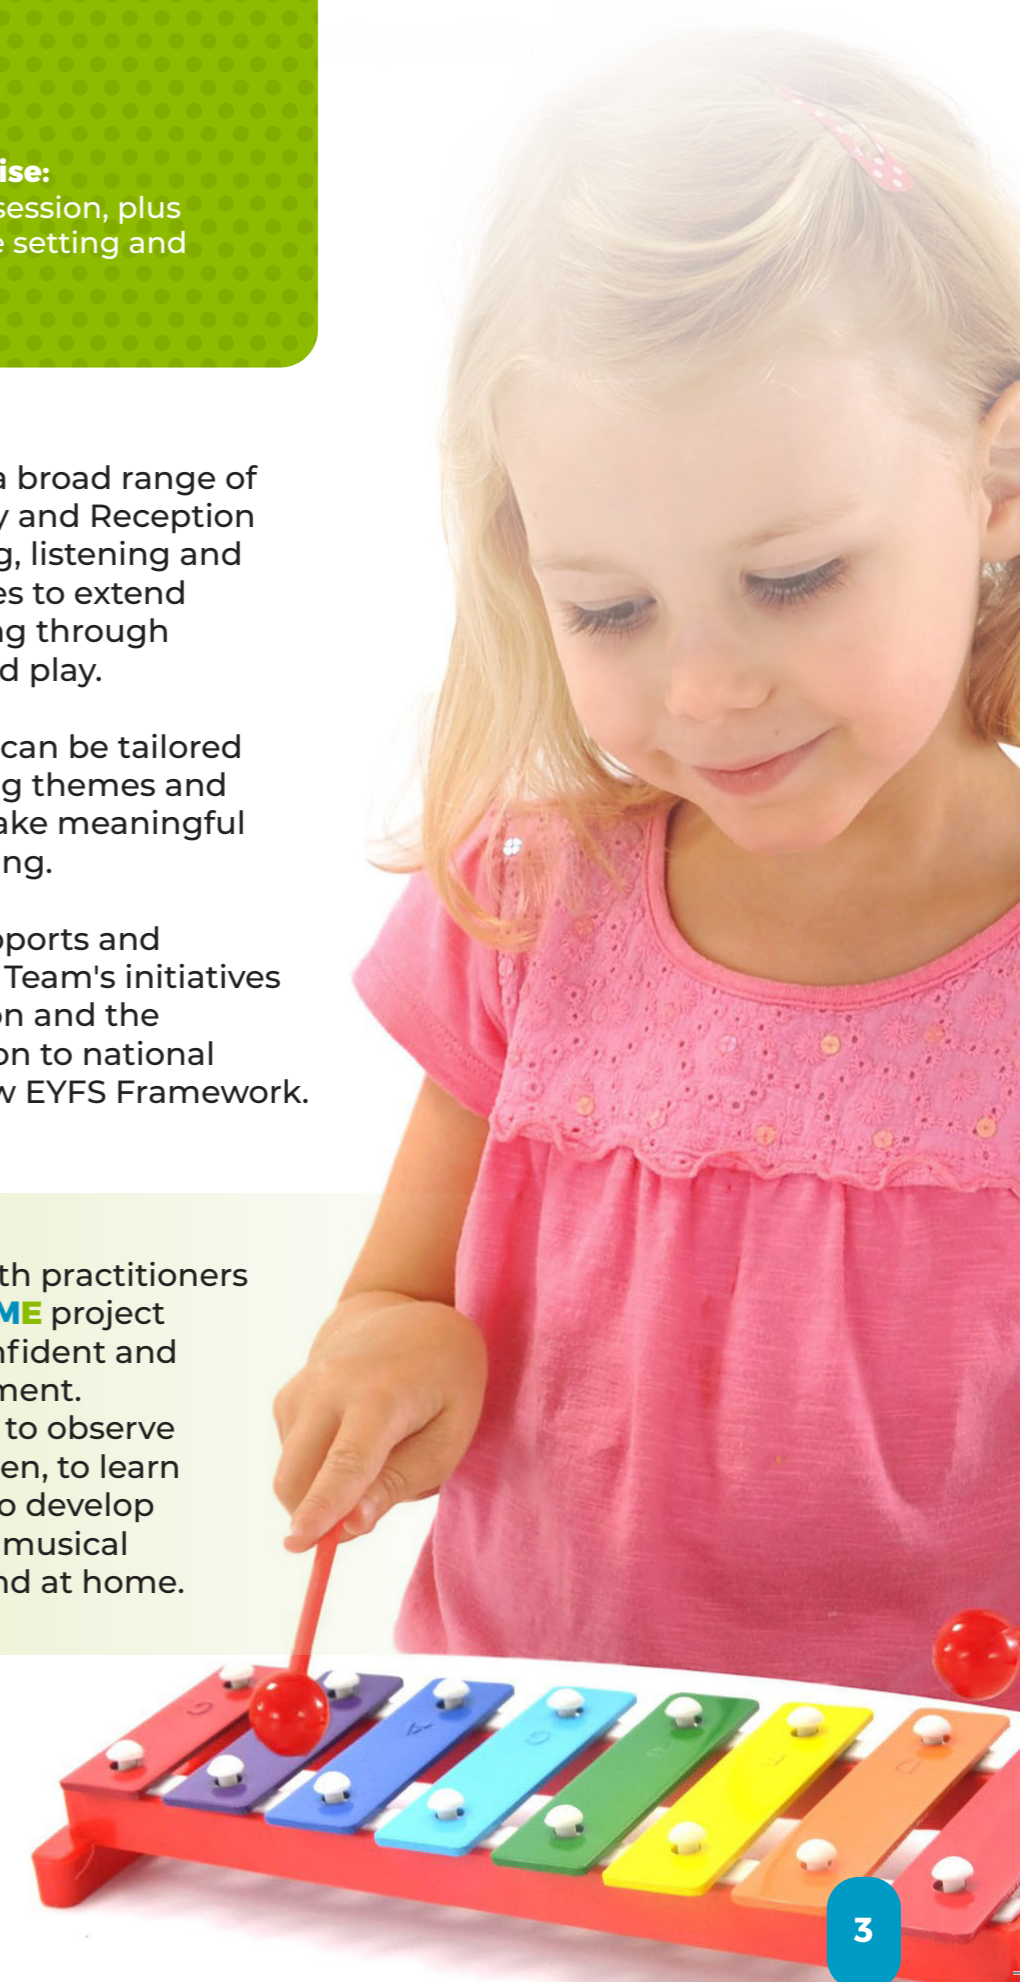 ise:
session, plus
e setting and
a broad range of
y and Reception
g, listening and
es to extend
ng through
d play.
can be tailored
g themes and
ake meaningful
ng.
pports and
Team's initiatives
on and the
on to national
w EYFS Framework.
th practitioners
ME project
nfident and
ment.
to observe
en, to learn
o develop
musical
nd at home.
C
A
G
3